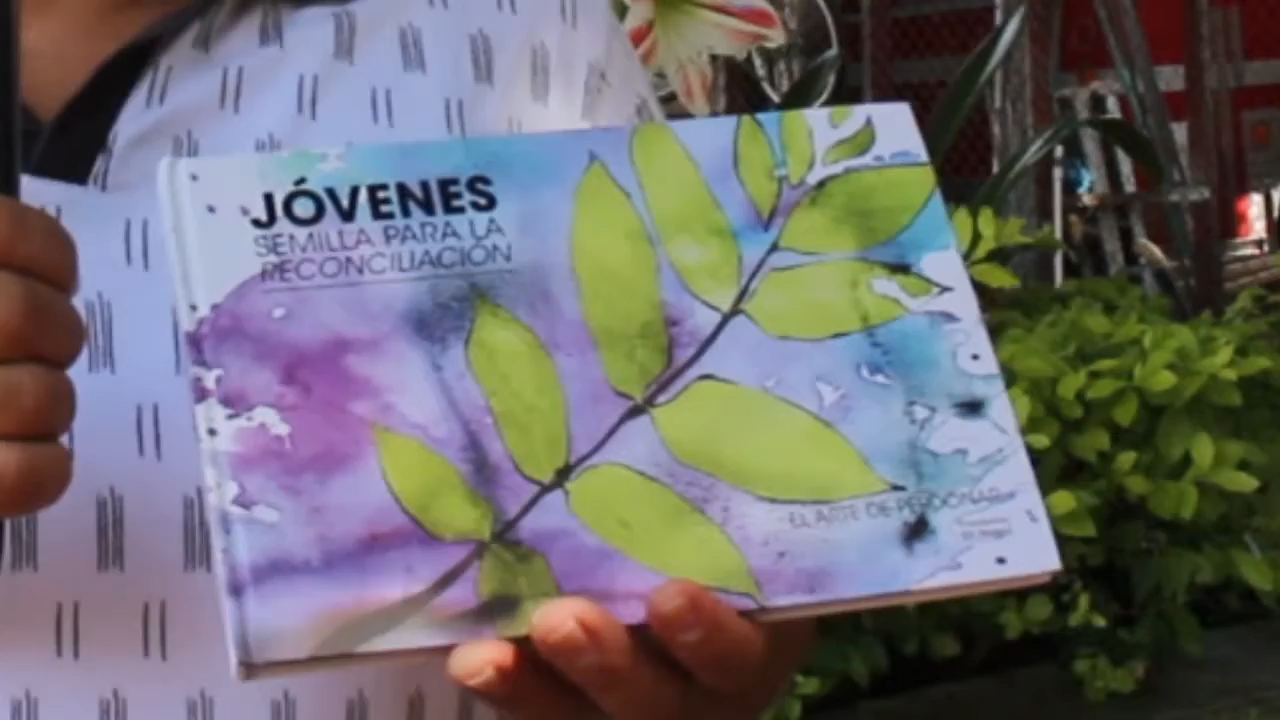 JÓVENES
SEMILLA PARA LA
RECONCILIACIÓN
EL ARTE DE PERDONAR